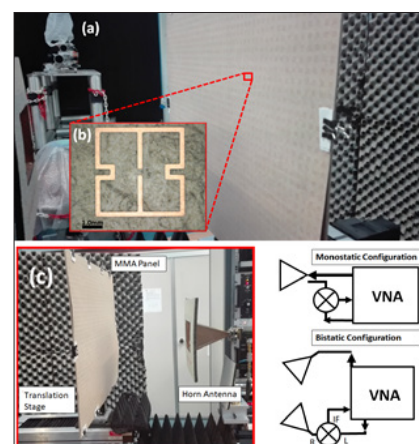 (a)
(b)
1.0mm
(c)
MMA Panel
Translation
Stage
Horn Antenna
Monostatic Configuration
VNA
Bistatic Configuration
VNA
IF
R
L